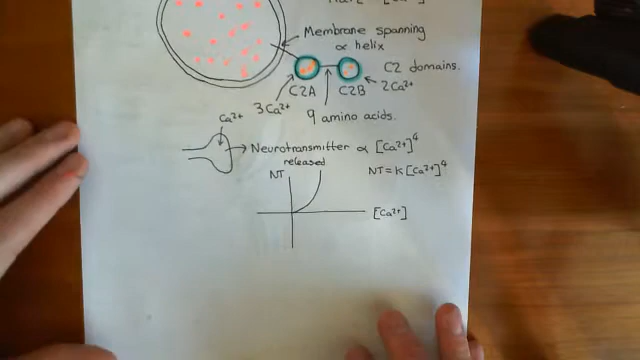 Membrane spanning
∝ helix
C2 domains.
C2A
C2B
2Ca²⁺
3Ca²⁺
9 amino acids.
Ca²⁺
Neurotransmitter ∝ [Ca²⁺]⁴
released
NT
NT = k[Ca²⁺]⁴
[Ca²⁺]